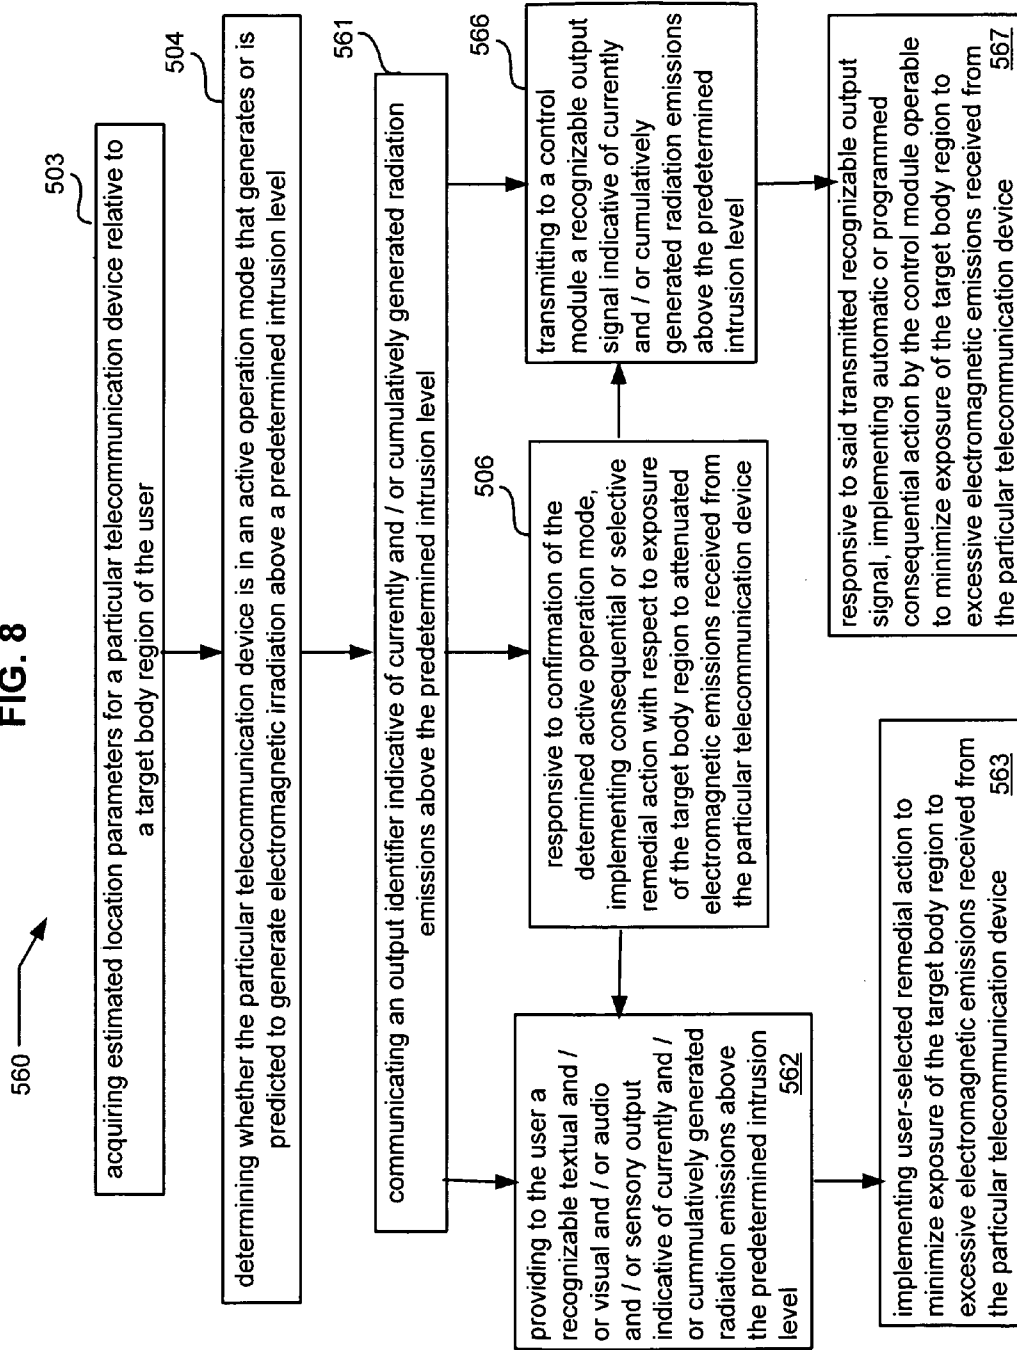 FIG. 8
560
503
acquiring estimated location parameters for a particular telecommunication device relative to
a target body region of the user
504
determining whether the particular telecommunication device is in an active operation mode that generates or is
predicted to generate electromagnetic irradiation above a predetermined intrusion level
561
communicating an output identifier indicative of currently and / or cumulatively generated radiation
emissions above the predetermined intrusion level
562
providing to the user a
recognizable textual and /
or visual and / or audio
and / or sensory output
indicative of currently and /
or cummulatively generated
radiation emissions above
the predetermined intrusion
level
506
responsive to confirmation of the
determined active operation mode,
implementing consequential or selective
remedial action with respect to exposure
of the target body region to attenuated
electromagnetic emissions received from
the particular telecommunication device
566
transmitting to a control
module a recognizable output
signal indicative of currently
and / or cumulatively
generated radiation emissions
above the predetermined
intrusion level
implementing user-selected remedial action to
minimize exposure of the target body region to
excessive electromagnetic emissions received from
the particular telecommunication device
563
responsive to said transmitted recognizable output
signal, implementing automatic or programmed
consequential action by the control module operable
to minimize exposure of the target body region to
excessive electromagnetic emissions received from
the particular telecommunication device
567